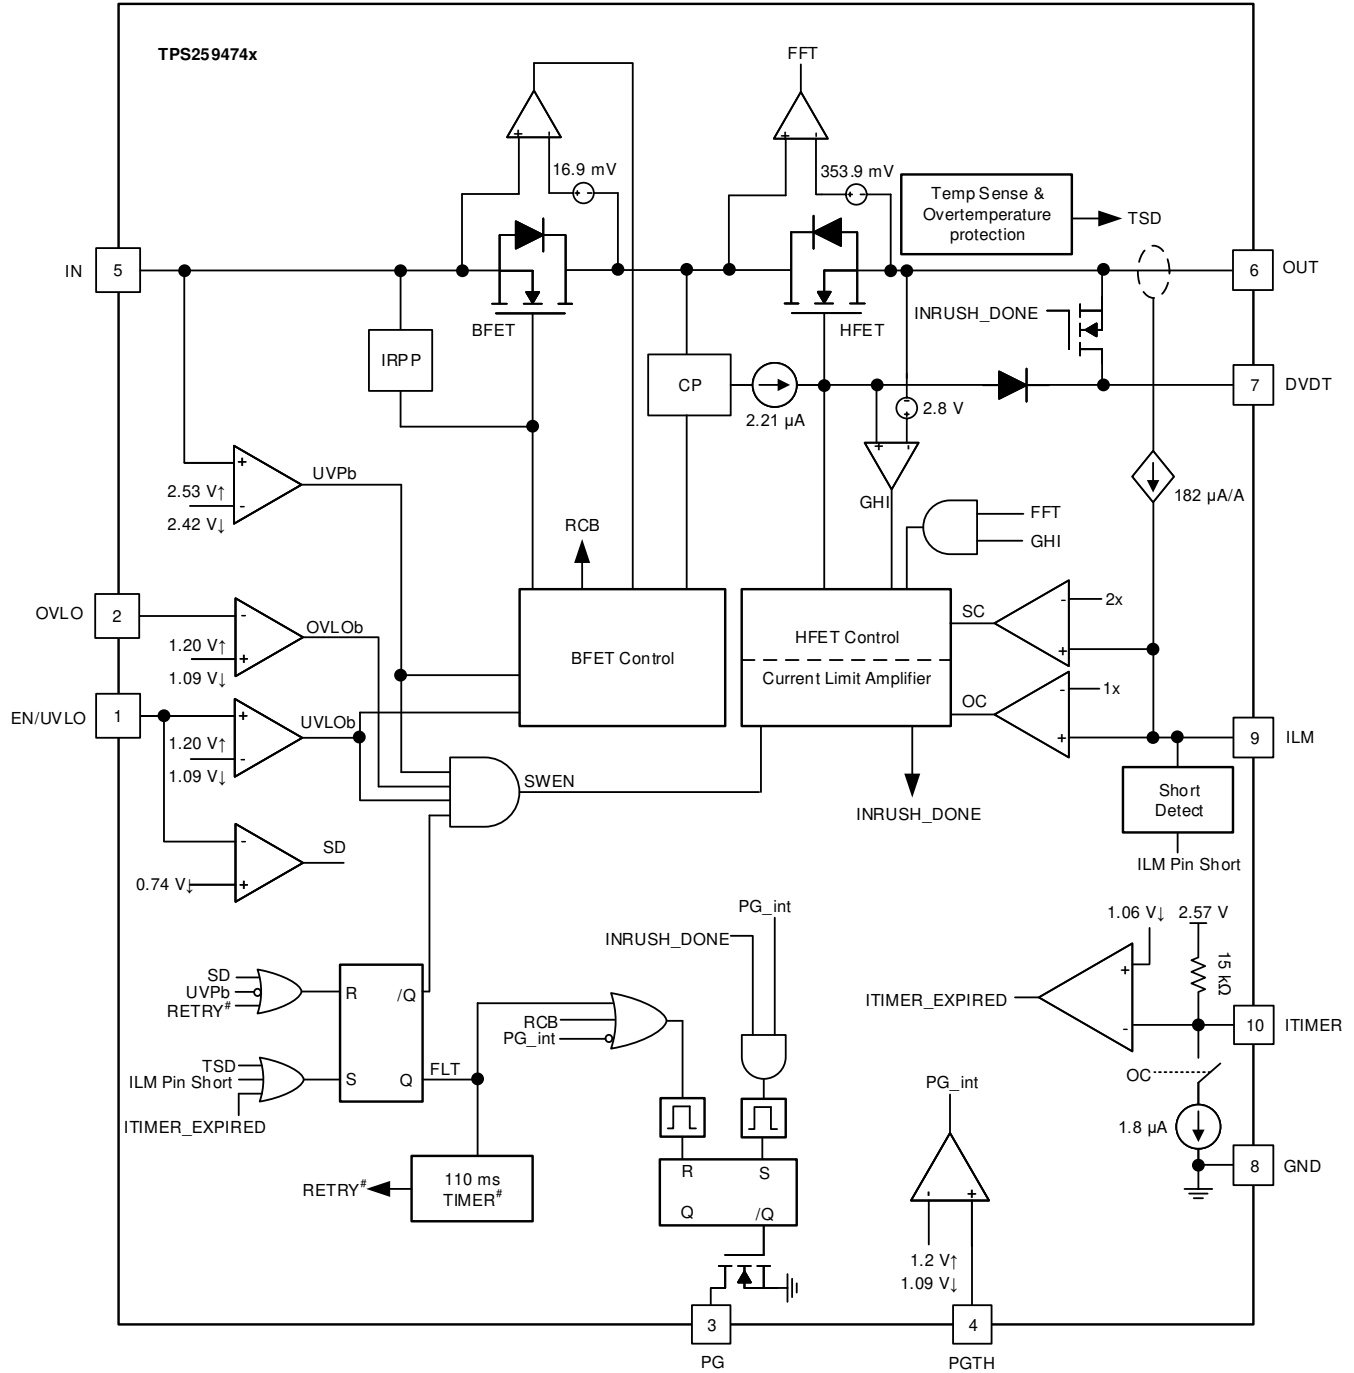 TPS259474x
FFT
16.9 mV
353.9 mV
Temp Sense &
Overtemperature
protection
TSD
IN
5
6
OUT
BFET
HFET
INRUSH_DONE
IRPP
CP
2.21 µA
2.8 V
7
DVDT
UVPb
2.53 V↑
2.42 V↓
+
-
GHI
182 µA/A
RCB
FFT
GHI
OVLO
2
OVLOb
1.20 V↑
1.09 V↓
-
+
BFET Control
HFET Control
Current Limit Amplifier
SC
2x
-
+
EN/UVLO
1
UVLOb
1.20 V↑
1.09 V↓
+
-
OC
1x
-
+
9
ILM
SWEN
INRUSH_DONE
Short
Detect
ILM Pin Short
SD
0.74 V↓
-
+
PG_int
INRUSH_DONE
1.06 V↓
2.57 V
15 kΩ
SD
UVPb
RETRY#
R
/Q
ITIMER_EXPIRED
+
-
10
ITIMER
RCB
PG_int
TSD
ILM Pin Short
ITIMER_EXPIRED
S
Q
FLT
OC
PG_int
1.8 µA
8
GND
RETRY#
110 ms
TIMER#
R
S
Q
/Q
-
+
1.2 V↑
1.09 V↓
3
PG
4
PGTH